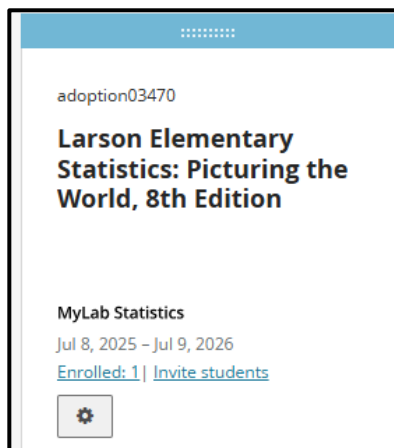 adoption03470
Larson Elementary
Statistics: Picturing the
World, 8th Edition
MyLab Statistics
Jul 8, 2025 – Jul 9, 2026
Enrolled: 1| Invite students